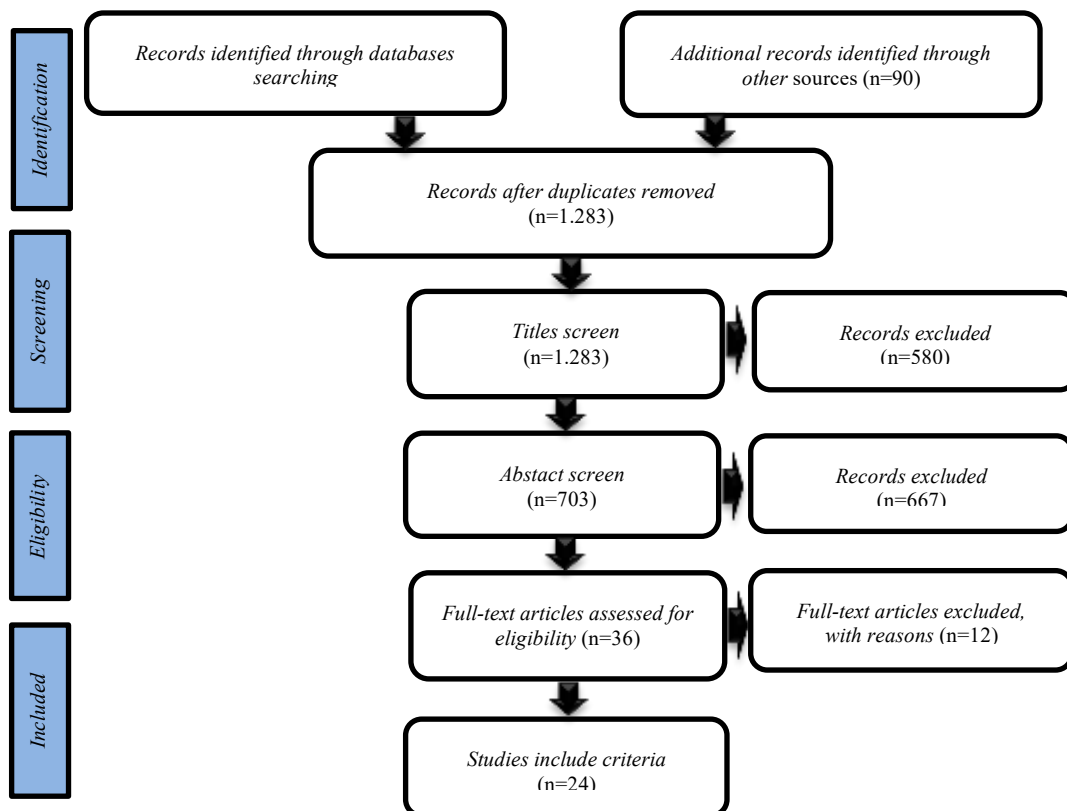 Identification
Records identified through databases
searching
Additional records identified through
other sources (n=90)
Records after duplicates removed
(n=1.283)
Screening
Titles screen
(n=1.283)
Records excluded
(n=580)
Eligibility
Abstact screen
(n=703)
Records excluded
(n=667)
Full-text articles assessed for
eligibility (n=36)
Full-text articles excluded,
with reasons (n=12)
Included
Studies include criteria
(n=24)